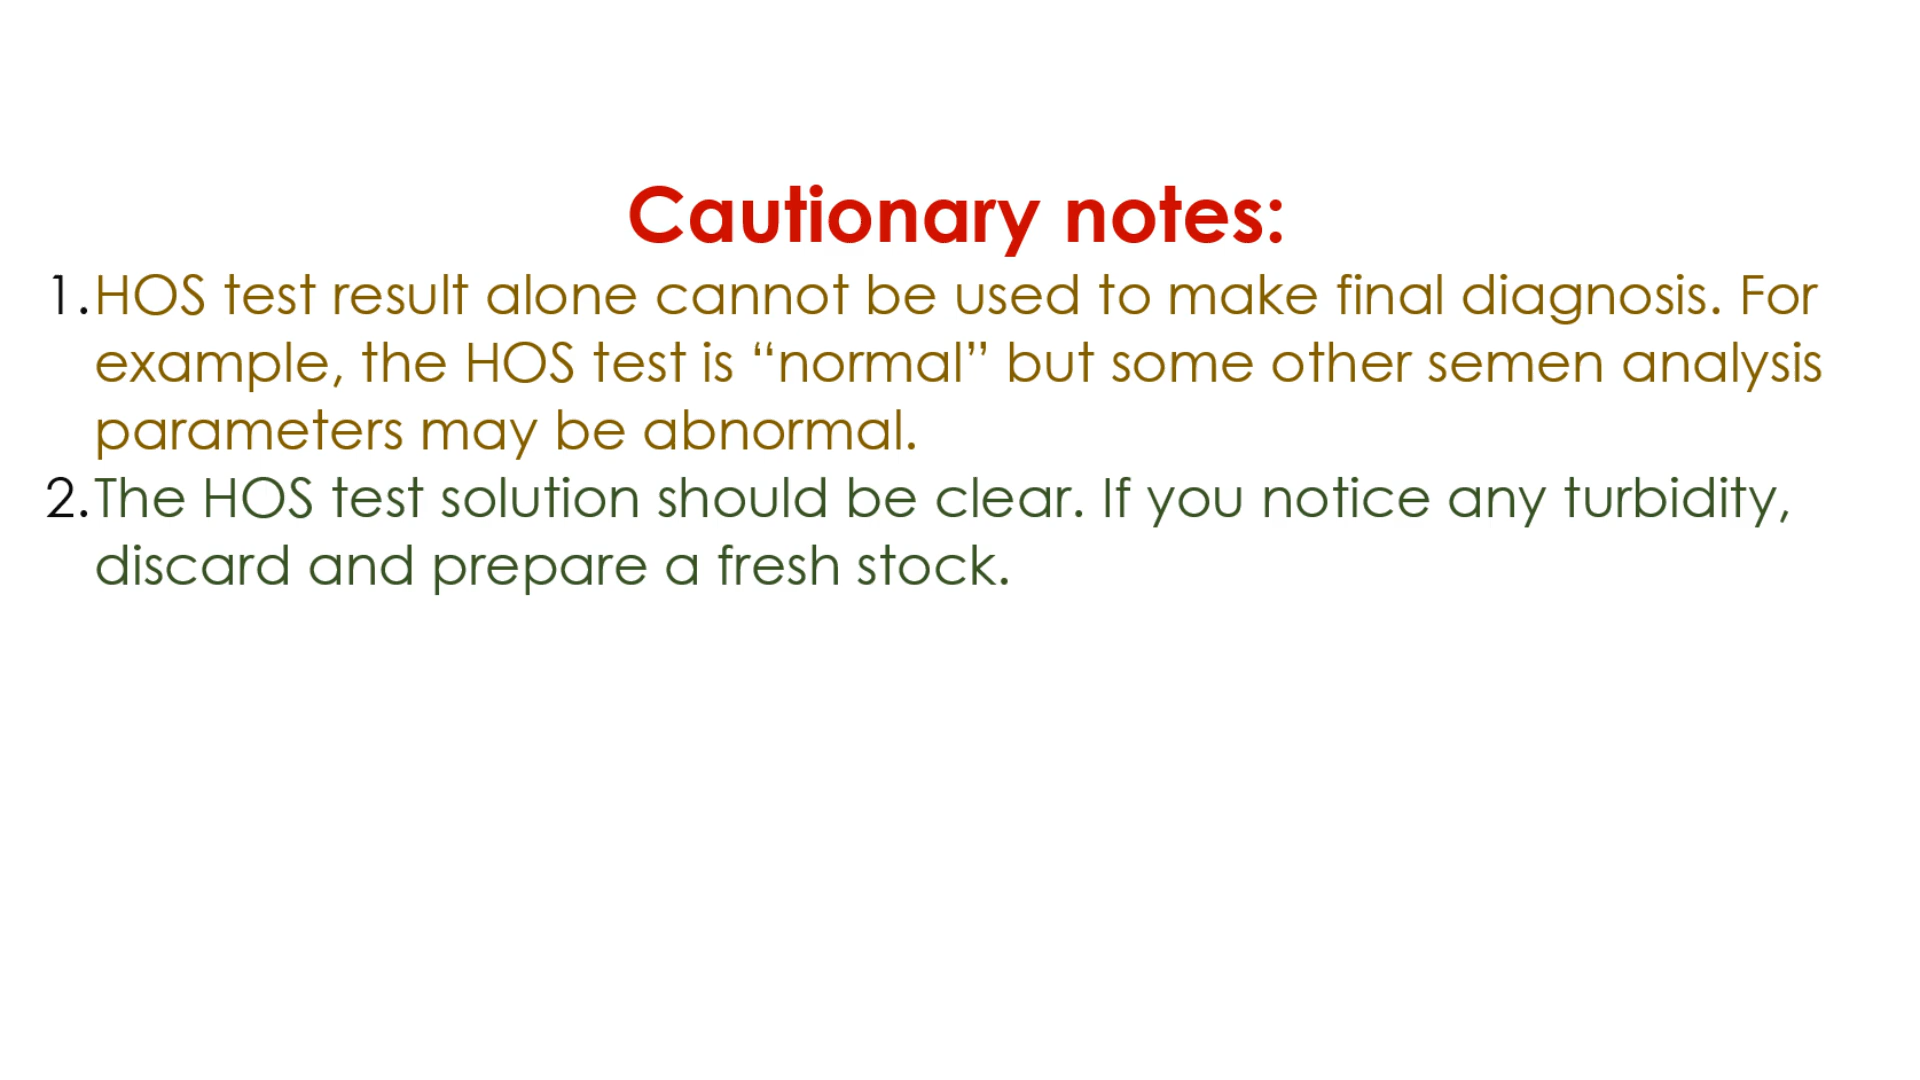 Cautionary notes:
1.HOS test result alone cannot be used to make final diagnosis. For
example, the HOS test is “normal” but some other semen analysis
parameters may be abnormal.
2.The HOS test solution should be clear. If you notice any turbidity,
discard and prepare a fresh stock.